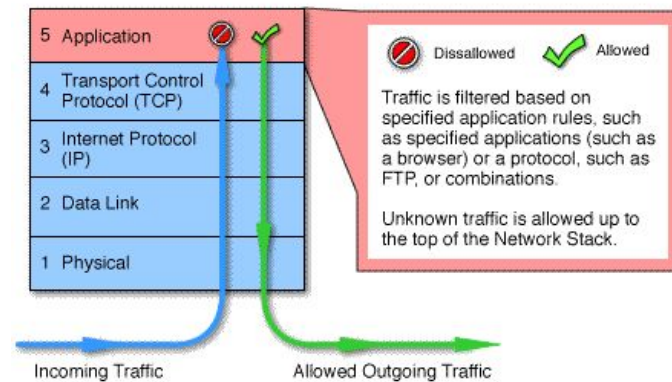 5 Application
4 Transport Control
Protocol (TCP)
3 Internet Protocol
(IP)
2 Data Link
1 Physical
Incoming Traffic
Allowed Outgoing Traffic
Dissallowed
Allowed
Traffic is filtered based on
specified application rules, such
as specified applications (such as
a browser) or a protocol, such as
FTP, or combinations.
Unknown traffic is allowed up to
the top of the Network Stack.